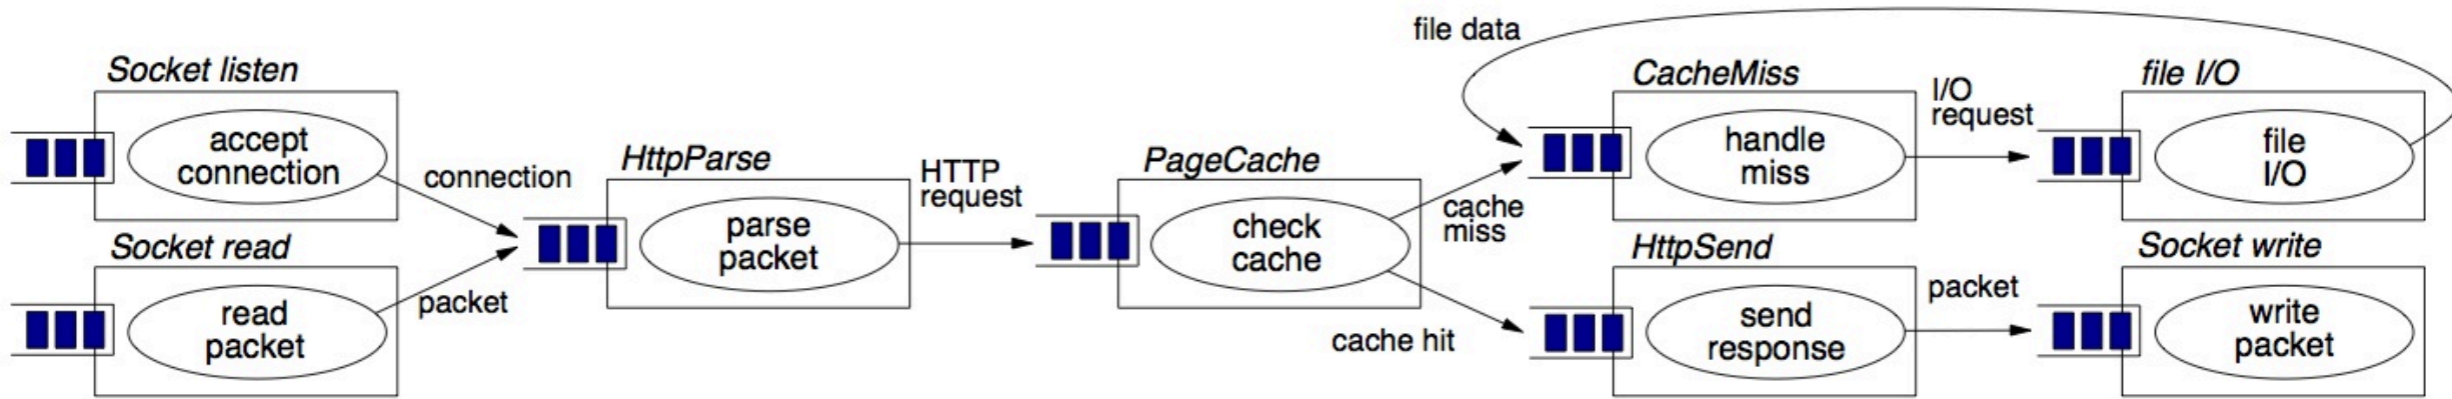 Socket listen
accept
connection
connection
Socket read
read
packet
packet
HttpParse
parse
packet
HTTP
request
PageCache
check
cache
cache
miss
cache hit
file data
CacheMiss
handle
miss
I/O
request
file I/O
file
I/O
HttpSend
send
response
packet
Socket write
write
packet